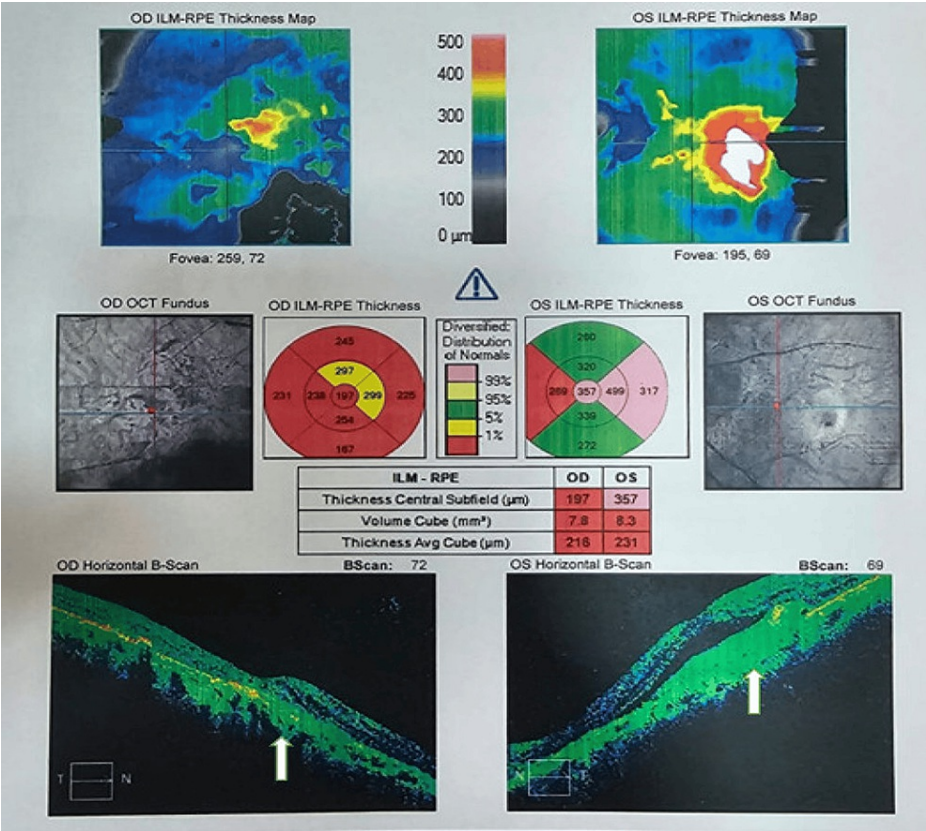 OD ILM-RPE Thickness Map
OS ILM-RPE Thickness Map
500
400
300
200
100
0 µm
Fovea: 259, 72
Fovea: 195, 69
OD OCT Fundus
OD ILM-RPE Thickness
OS ILM-RPE Thickness
OS OCT Fundus
Diversified:
Distribution
of Normals
99%
95%
5%
1%
245
297
231 238 197 299 225
254
167
260
320
269 357 499 317
339
272
ILM - RPE OD OS
Thickness Central Subfield (µm) 197 357
Volume Cube (mm³) 7.8 8.3
Thickness Avg Cube (µm) 216 231
OD Horizontal B-Scan BScan: 72
OS Horizontal B-Scan BScan: 69
T N
N T